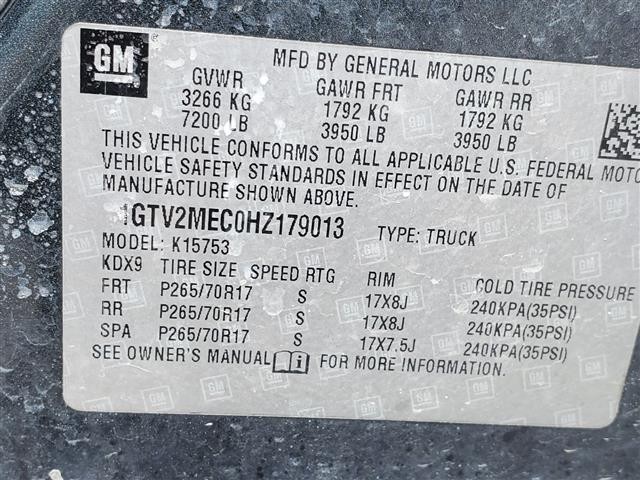 GM
MFD BY GENERAL MOTORS LLC
GVWR GAWR FRT GAWR RR
3266 KG 1792 KG 1792 KG
7200 LB 3950 LB 3950 LB
THIS VEHICLE CONFORMS TO ALL APPLICABLE U.S. FEDERAL MOTO
VEHICLE SAFETY STANDARDS IN EFFECT ON THE DATE OF
MANUFACTURE SHOWN ABOVE.
1GTV2MEC0HZ179013 TYPE: TRUCK
MODEL: K15753
KDX9 TIRE SIZE SPEED RTG RIM COLD TIRE PRESSURE
FRT P265/70R17 S 17X8J 240KPA(35PSI)
RR P265/70R17 S 17X8J 240KPA(35PSI)
SPA P265/70R17 S 17X7.5J 240KPA(35PSI)
SEE OWNER'S MANUAL FOR MORE INFORMATION.